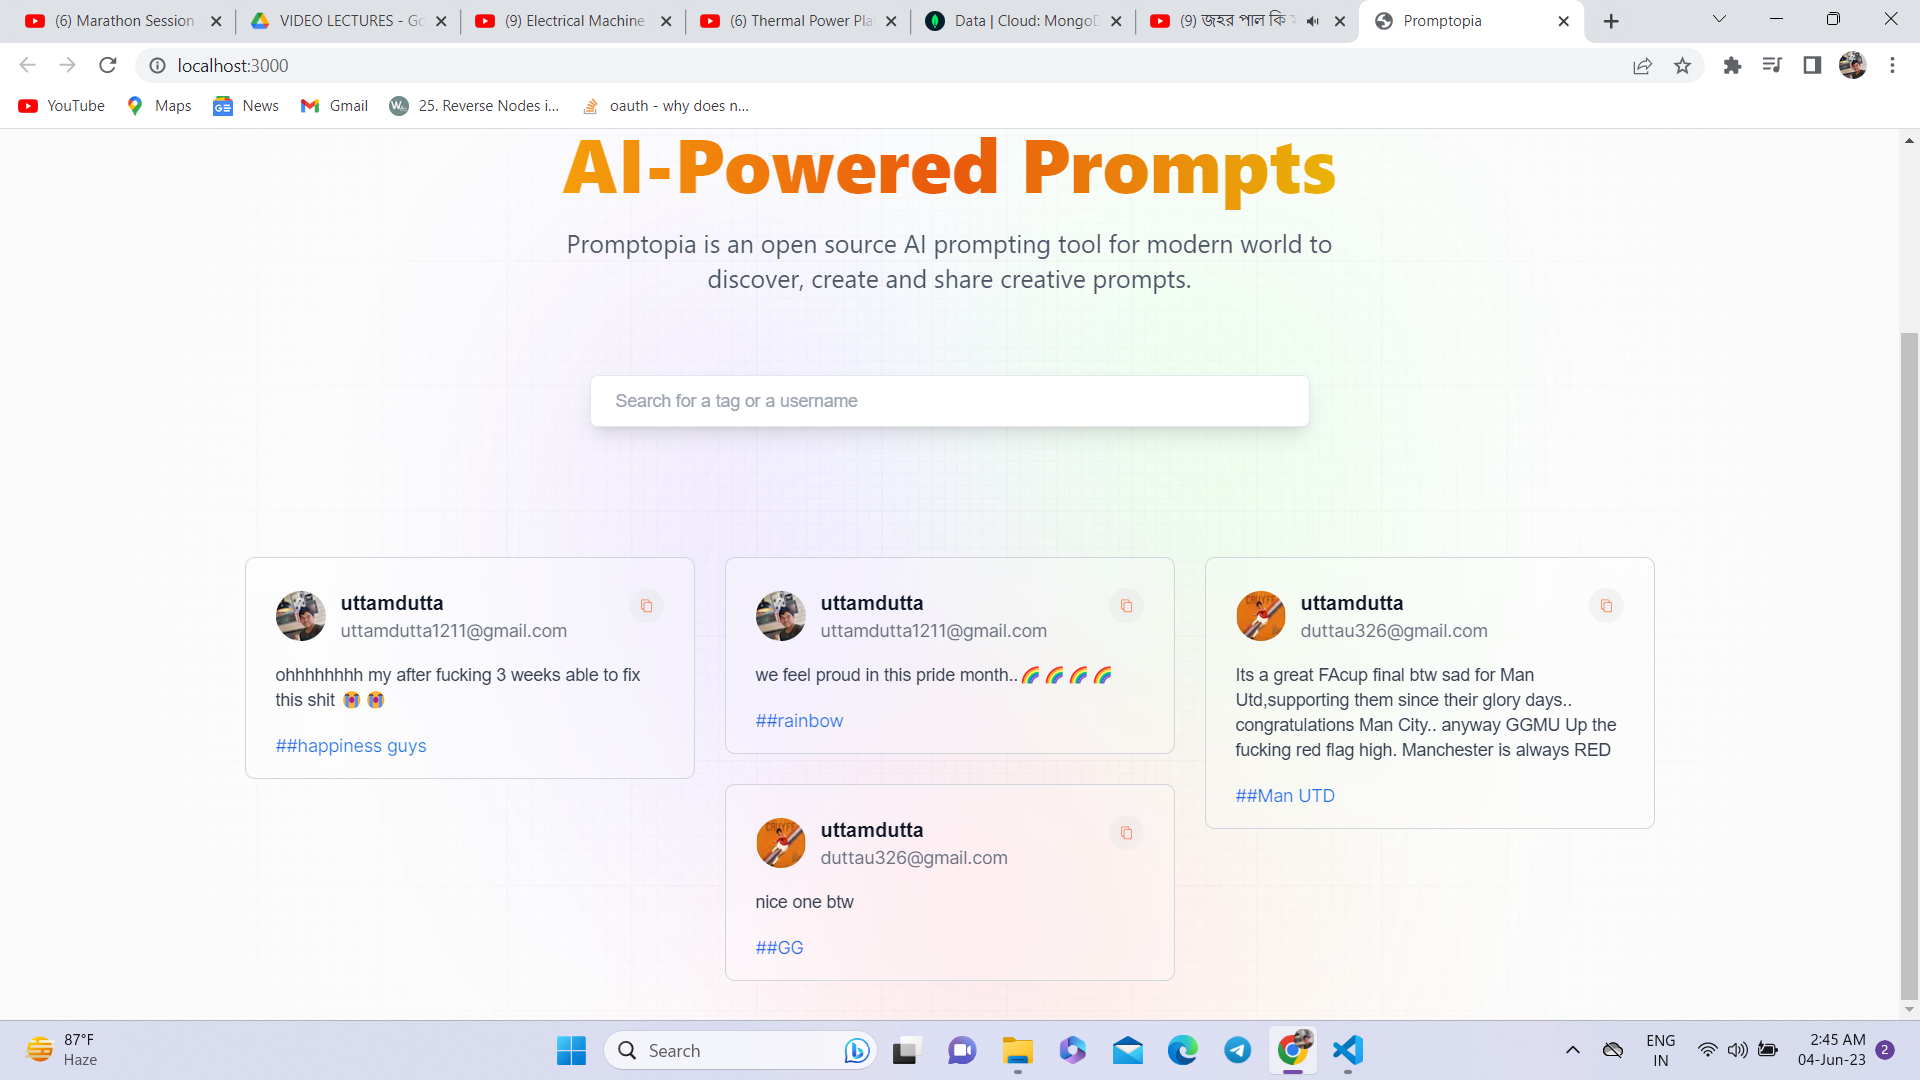 (6) Marathon Session
VIDEO LECTURES - Go
(9) Electrical Machine
(6) Thermal Power Pla
Data | Cloud: MongoD
(9) জহর পাল কি
Promptopia
localhost:3000
YouTube
Maps
News
Gmail
25. Reverse Nodes i...
oauth - why does n...
AI-Powered Prompts
Promptopia is an open source AI prompting tool for modern world to
discover, create and share creative prompts.
Search for a tag or a username
uttamdutta
uttamdutta1211@gmail.com
ohhhhhhhh my after fucking 3 weeks able to fix
this shit 😭 😭
##happiness guys
uttamdutta
uttamdutta1211@gmail.com
we feel proud in this pride month..🌈 🌈 🌈 🌈
##rainbow
uttamdutta
duttau326@gmail.com
Its a great FAcup final btw sad for Man
Utd,supporting them since their glory days..
congratulations Man City.. anyway GGMU Up the
fucking red flag high. Manchester is always RED
##Man UTD
uttamdutta
duttau326@gmail.com
nice one btw
##GG
87°F
Haze
Search
ENG
IN
2:45 AM
04-Jun-23
2